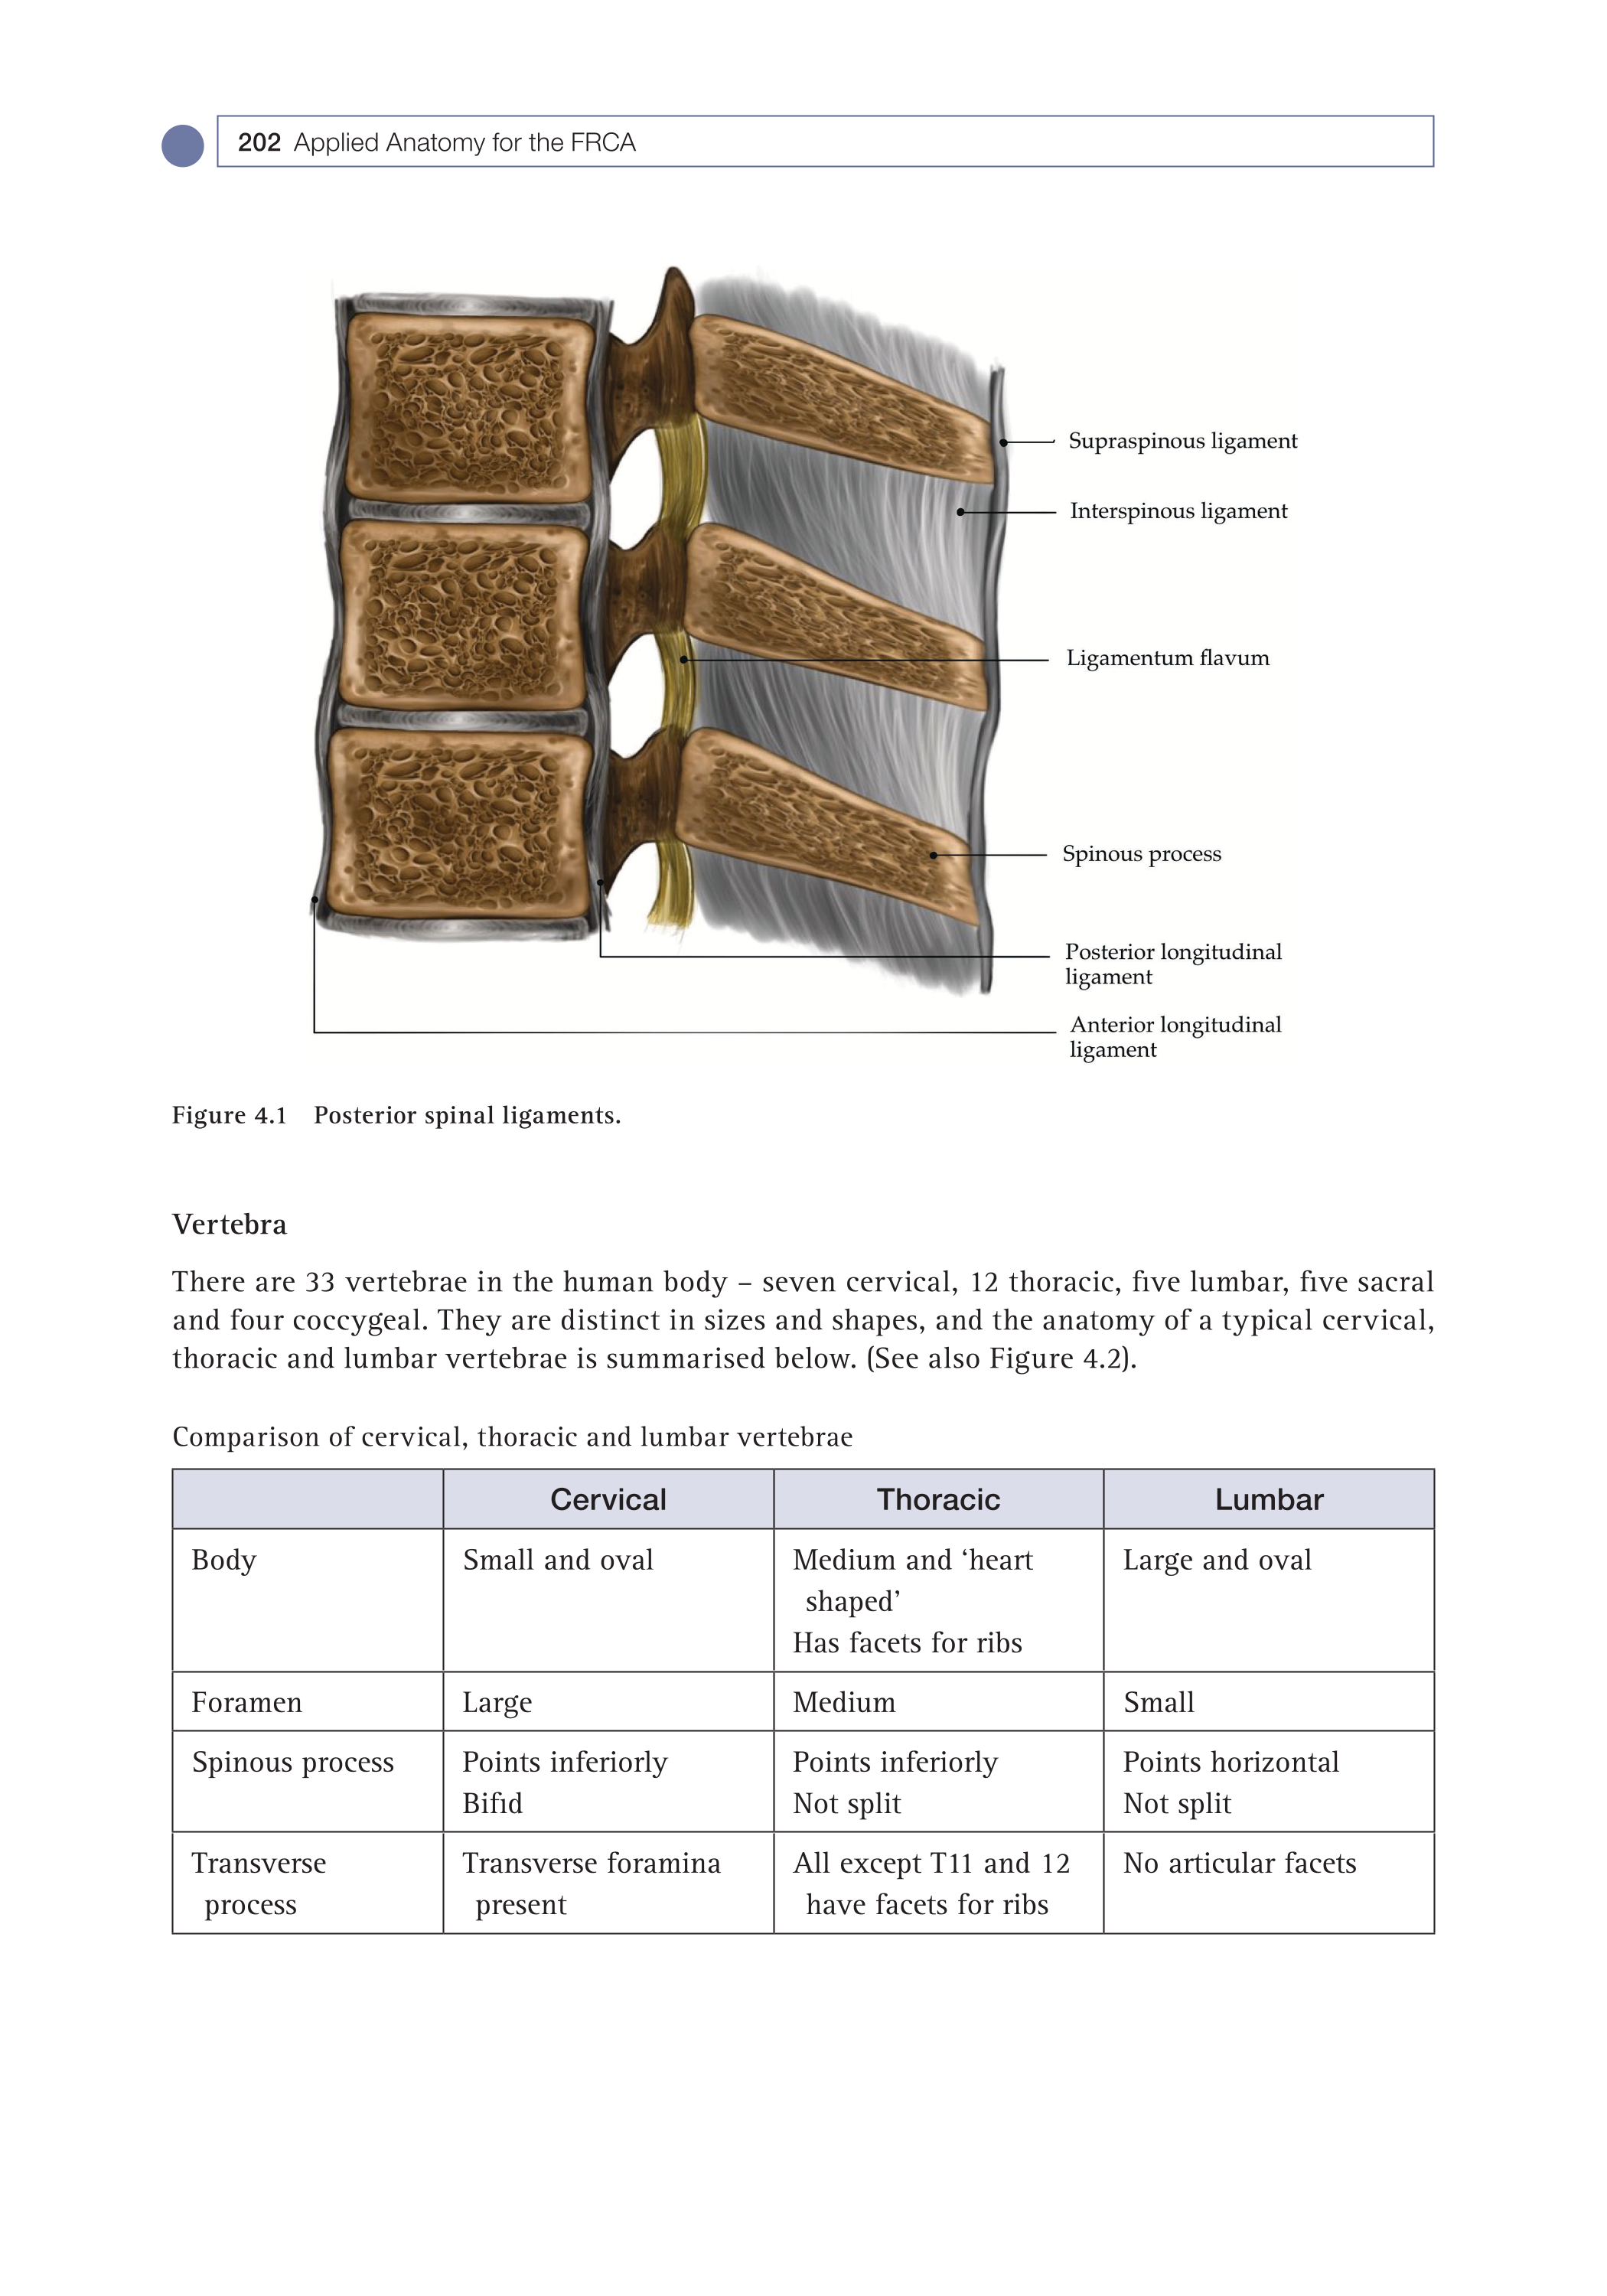 202 Applied Anatomy for the FRCA
Supraspinous ligament
Interspinous ligament
Ligamentum flavum
Spinous process
Posterior longitudinal
ligament
Anterior longitudinal
ligament
Figure 4.1 Posterior spinal ligaments.
Vertebra
There are 33 vertebrae in the human body – seven cervical, 12 thoracic, five lumbar, five sacral
and four coccygeal. They are distinct in sizes and shapes, and the anatomy of a typical cervical,
thoracic and lumbar vertebrae is summarised below. (See also Figure 4.2).
Comparison of cervical, thoracic and lumbar vertebrae
Cervical Thoracic Lumbar
Body Small and oval Medium and ‘heart Large and oval
shaped’
Has facets for ribs
Foramen Large Medium Small
Spinous process Points inferiorly Points inferiorly Points horizontal
Bifid Not split Not split
Transverse Transverse foramina All except T11 and 12 No articular facets
process present have facets for ribs